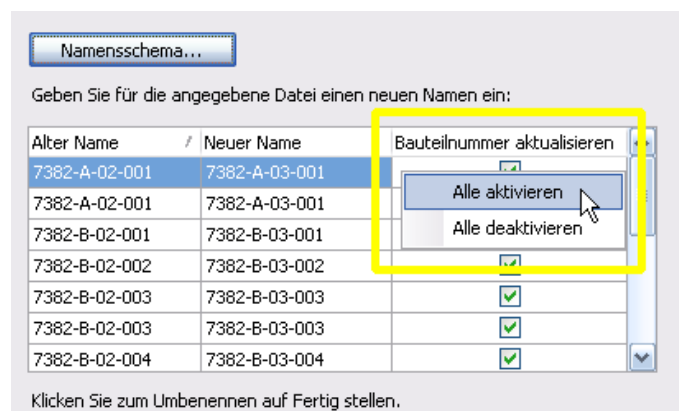 Namensschema...
Geben Sie für die angegebene Datei einen neuen Namen ein:
Alter Name / Neuer Name Bauteilnummer aktualisieren
7382-A-02-001 7382-A-03-001
7382-A-02-001 7382-A-03-001
Alle aktivieren
7382-B-02-001 7382-B-03-001
Alle deaktivieren
7382-B-02-002 7382-B-03-002
7382-B-02-003 7382-B-03-003
7382-B-02-003 7382-B-03-003
7382-B-02-004 7382-B-03-004
Klicken Sie zum Umbenennen auf Fertig stellen.